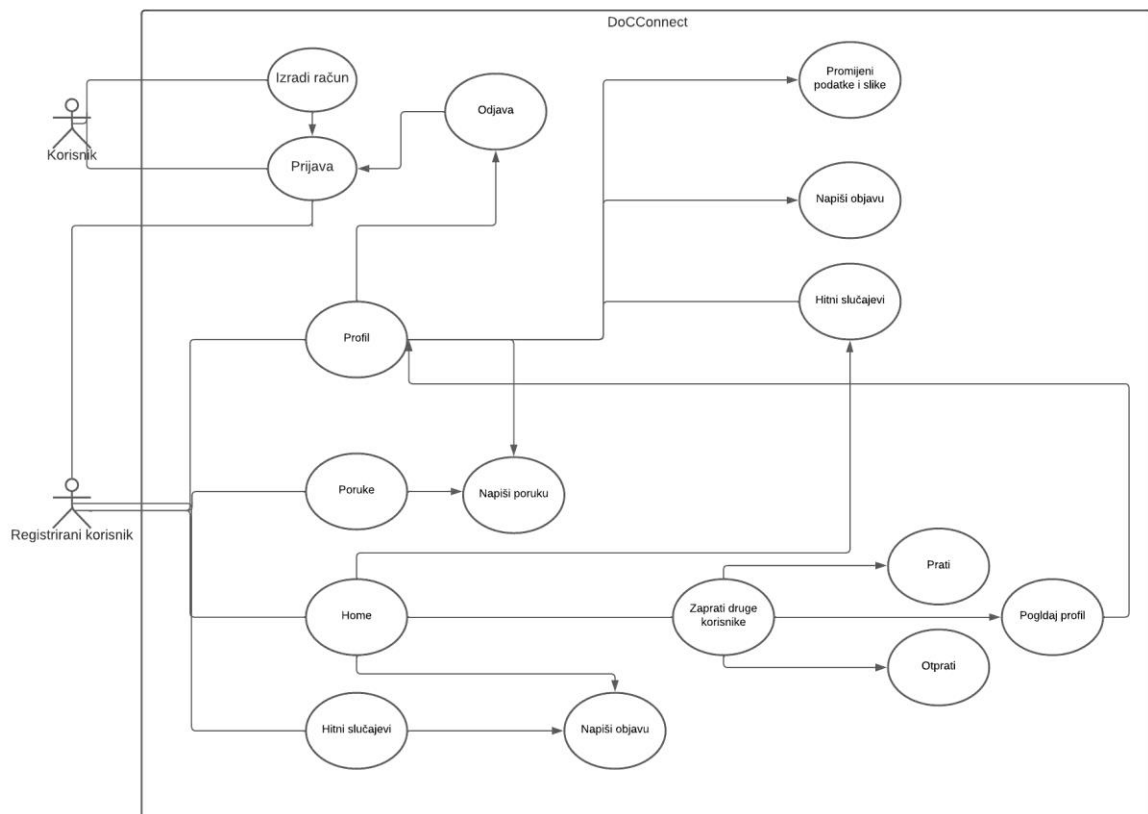 DoCConnect
Izradi račun
Promijeni
podatke i slike
Odjava
Korisnik
Prijava
Napiši objavu
Hitni slučajevi
Profil
Poruke
Napiši poruku
Registrirani korisnik
Prati
Home
Zaprati druge
korisnike
Pogldaj profil
Otprati
Hitni slučajevi
Napiši objavu